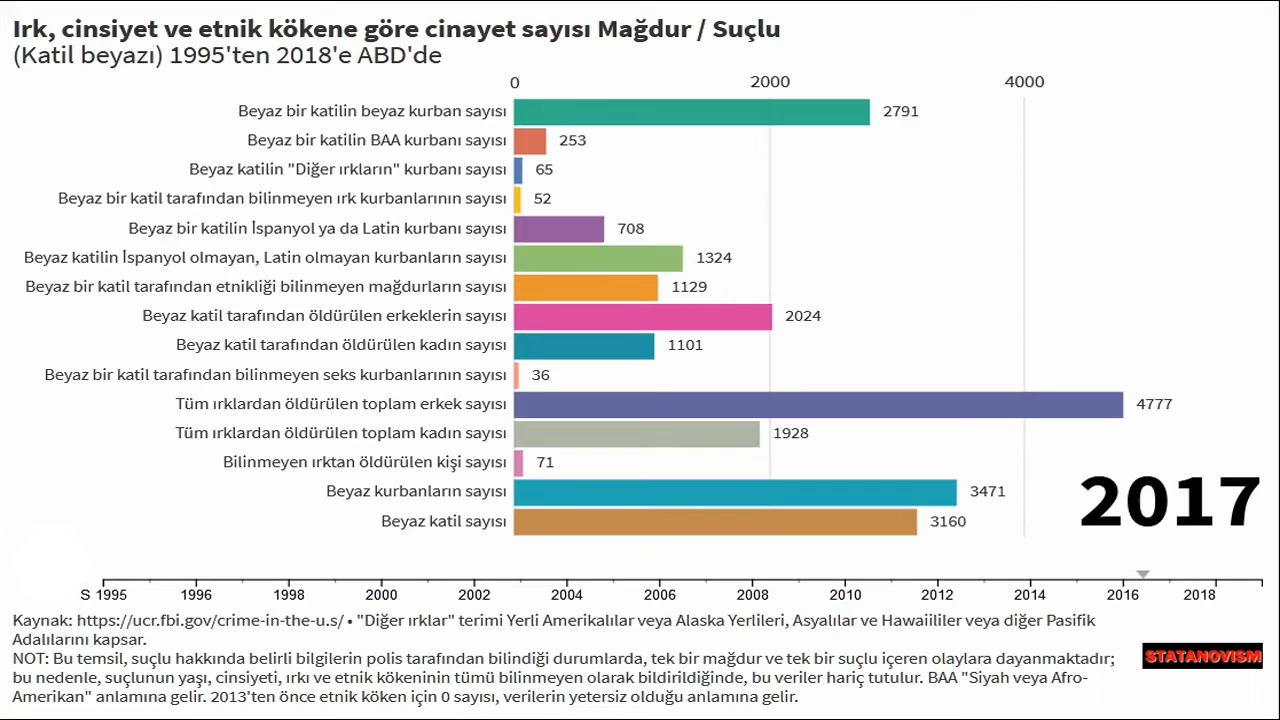 Irk, cinsiyet ve etnik kökene göre cinayet sayısı Mağdur / Suçlu
(Katil beyazı) 1995'ten 2018'e ABD'de
0 2000 4000
Beyaz bir katilin beyaz kurban sayısı 2791
Beyaz bir katilin BAA kurbanı sayısı 253
Beyaz katilin "Diğer ırkların" kurbanı sayısı 65
Beyaz bir katil tarafından bilinmeyen ırk kurbanlarının sayısı 52
Beyaz bir katilin İspanyol ya da Latin kurbanı sayısı 708
Beyaz katilin İspanyol olmayan, Latin olmayan kurbanların sayısı 1324
Beyaz bir katil tarafından etnikliği bilinmeyen mağdurların sayısı 1129
Beyaz katil tarafından öldürülen erkeklerin sayısı 2024
Beyaz katil tarafından öldürülen kadın sayısı 1101
Beyaz bir katil tarafından bilinmeyen seks kurbanlarının sayısı 36
Tüm ırklardan öldürülen toplam erkek sayısı 4777
Tüm ırklardan öldürülen toplam kadın sayısı 1928
Bilinmeyen ırktan öldürülen kişi sayısı 71
Beyaz kurbanların sayısı 3471
Beyaz katil sayısı 3160
2017
S 1995 1996 1998 2000 2002 2004 2006 2008 2010 2012 2014 2016 2018
Kaynak: https://ucr.fbi.gov/crime-in-the-u.s/ • "Diğer ırklar" terimi Yerli Amerikalılar veya Alaska Yerlileri, Asyalılar ve Hawaiililer veya diğer Pasifik
Adalılarını kapsar.
NOT: Bu temsil, suçlu hakkında belirli bilgilerin polis tarafından bilindiği durumlarda, tek bir mağdur ve tek bir suçlu içeren olaylara dayanmaktadır;
bu nedenle, suçlunun yaşı, cinsiyeti, ırkı ve etnik kökeninin tümü bilinmeyen olarak bildirildiğinde, bu veriler hariç tutulur. BAA "Siyah veya Afro-
Amerikan" anlamına gelir. 2013'ten önce etnik köken için 0 sayısı, verilerin yetersiz olduğu anlamına gelir.
STATANOVISM